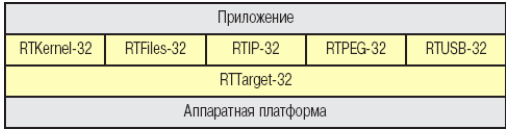 Приложение
RTKernel-32 RTFiles-32 RTIP-32 RTPEG-32 RTUSB-32
RTTarget-32
Аппаратная платформа